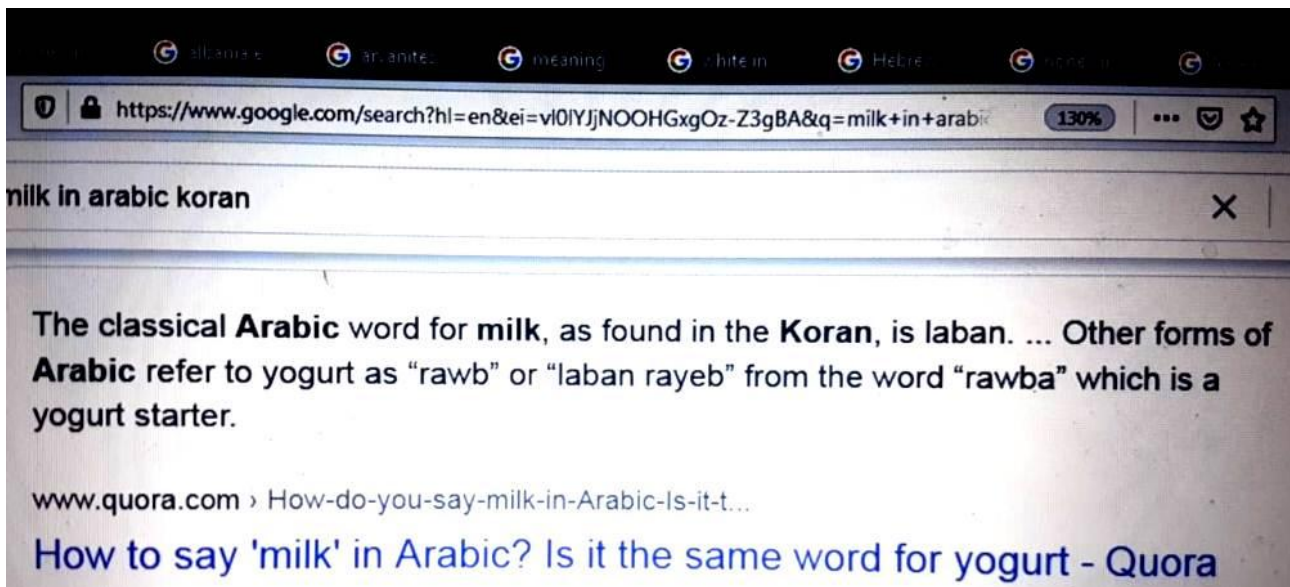 meaning
https://www.google.com/search?hl=en&ei=vl0lYJjNOOHGxgOz-Z3gBA&q=milk+in+arabic
130%
milk in arabic koran
The classical Arabic word for milk, as found in the Koran, is laban. ... Other forms of
Arabic refer to yogurt as “rawb” or “laban rayeb” from the word “rawba” which is a
yogurt starter.
www.quora.com › How-do-you-say-milk-in-Arabic-Is-it-t...
How to say 'milk' in Arabic? Is it the same word for yogurt - Quora